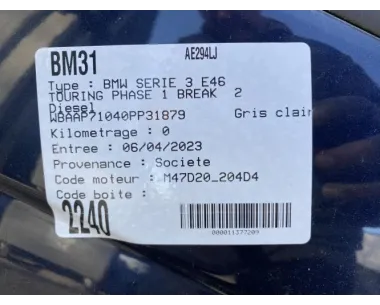 BM31 AE294LJ
Type : BMW SERIE 3 E46
TOURING PHASE 1 BREAK 2
Diesel
WBAAP71040PP31879 Gris clair
Kilometrage : 0
Entree : 06/04/2023
Provenance : Societe
Code moteur : M47D20_204D4
Code boite :
2240
000011377209